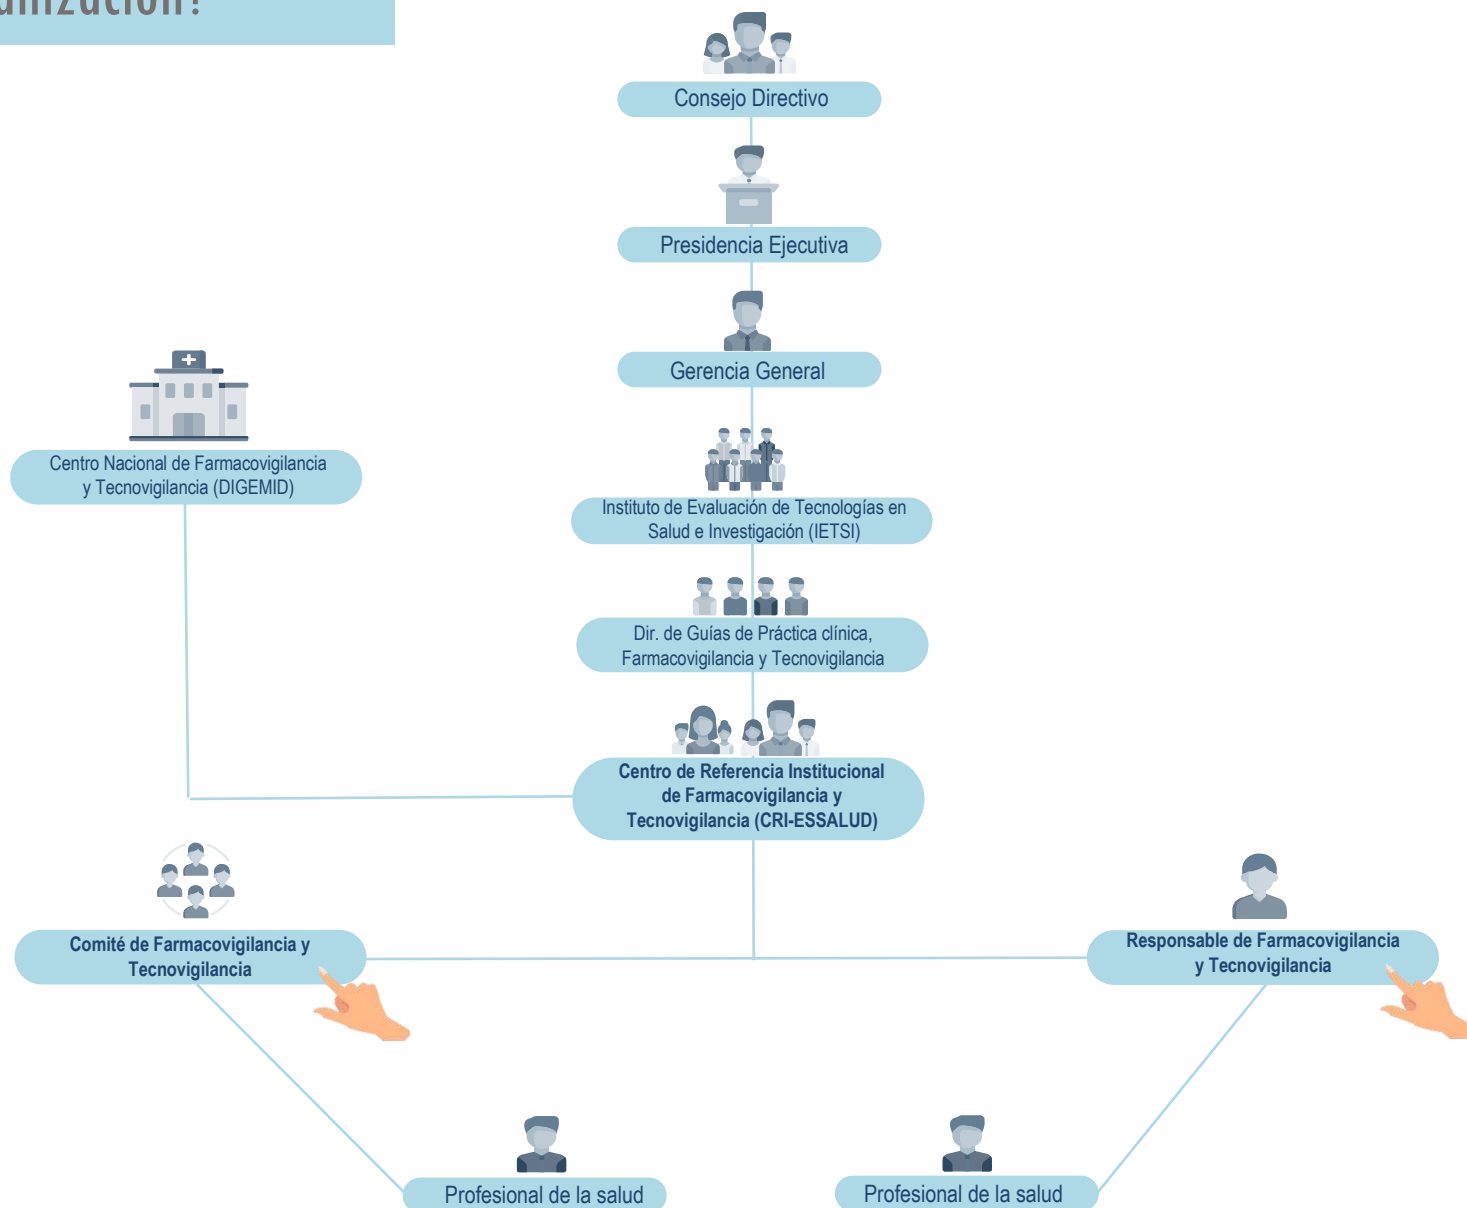 Consejo Directivo
Presidencia Ejecutiva
Gerencia General
Centro Nacional de Farmacovigilancia
y Tecnovigilancia (DIGEMID)
Instituto de Evaluación de Tecnologías en
Salud e Investigación (IETSI)
Dir. de Guías de Práctica clínica,
Farmacovigilancia y Tecnovigilancia
Centro de Referencia Institucional
de Farmacovigilancia y
Tecnovigilancia (CRI-ESSALUD)
Comité de Farmacovigilancia y
Tecnovigilancia
Responsable de Farmacovigilancia
y Tecnovigilancia
Profesional de la salud
Profesional de la salud